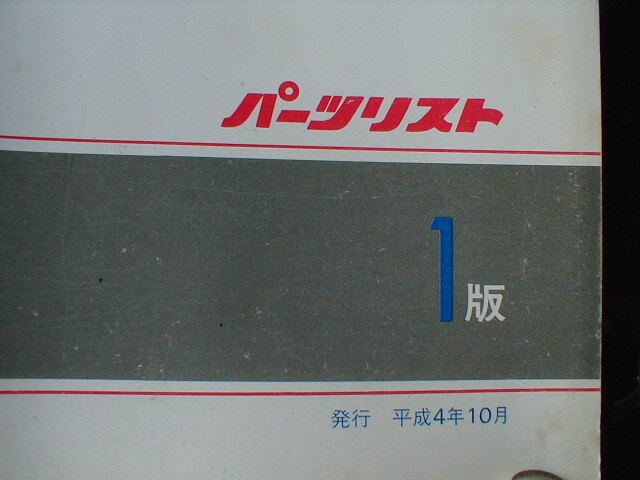 パーツリスト
1版
発行 平成4年10月